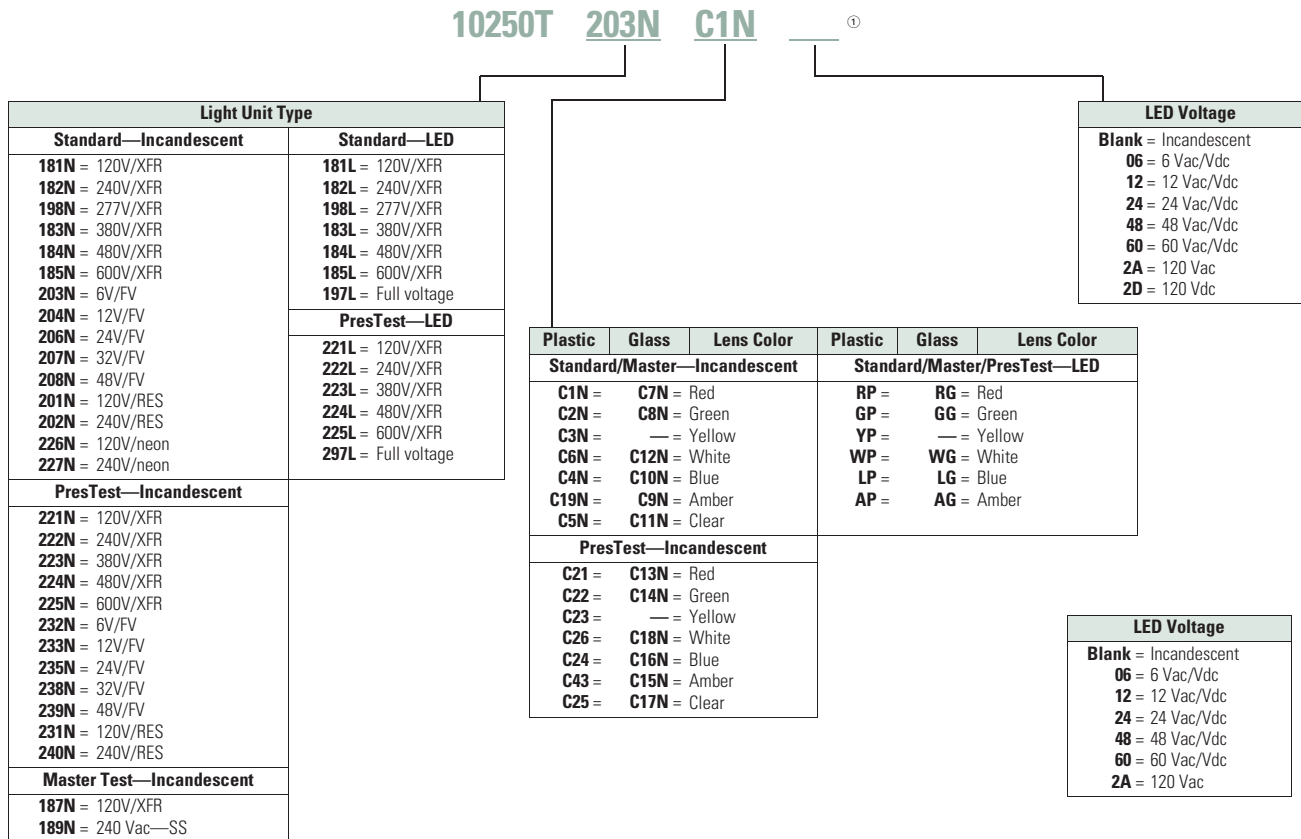 10250T 203N C1N ___ ①
Light Unit Type
Standard—Incandescent
181N = 120V/XFR
182N = 240V/XFR
198N = 277V/XFR
183N = 380V/XFR
184N = 480V/XFR
185N = 600V/XFR
203N = 6V/FV
204N = 12V/FV
206N = 24V/FV
207N = 32V/FV
208N = 48V/FV
201N = 120V/RES
202N = 240V/RES
226N = 120V/neon
227N = 240V/neon
PresTest—Incandescent
221N = 120V/XFR
222N = 240V/XFR
223N = 380V/XFR
224N = 480V/XFR
225N = 600V/XFR
232N = 6V/FV
233N = 12V/FV
235N = 24V/FV
238N = 32V/FV
239N = 48V/FV
231N = 120V/RES
240N = 240V/RES
Master Test—Incandescent
187N = 120V/XFR
189N = 240 Vac—SS
Standard—LED
181L = 120V/XFR
182L = 240V/XFR
198L = 277V/XFR
183L = 380V/XFR
184L = 480V/XFR
185L = 600V/XFR
197L = Full voltage
PresTest—LED
221L = 120V/XFR
222L = 240V/XFR
223L = 380V/XFR
224L = 480V/XFR
225L = 600V/XFR
297L = Full voltage
Plastic Glass Lens Color
Standard/Master—Incandescent
C1N = C7N = Red
C2N = C8N = Green
C3N = — = Yellow
C6N = C12N = White
C4N = C10N = Blue
C19N = C9N = Amber
C5N = C11N = Clear
PresTest—Incandescent
C21 = C13N = Red
C22 = C14N = Green
C23 = — = Yellow
C26 = C18N = White
C24 = C16N = Blue
C43 = C15N = Amber
C25 = C17N = Clear
Plastic Glass Lens Color
Standard/Master/PresTest—LED
RP = RG = Red
GP = GG = Green
YP = — = Yellow
WP = WG = White
LP = LG = Blue
AP = AG = Amber
LED Voltage
Blank = Incandescent
06 = 6 Vac/Vdc
12 = 12 Vac/Vdc
24 = 24 Vac/Vdc
48 = 48 Vac/Vdc
60 = 60 Vac/Vdc
2A = 120 Vac
2D = 120 Vdc
LED Voltage
Blank = Incandescent
06 = 6 Vac/Vdc
12 = 12 Vac/Vdc
24 = 24 Vac/Vdc
48 = 48 Vac/Vdc
60 = 60 Vac/Vdc
2A = 120 Vac